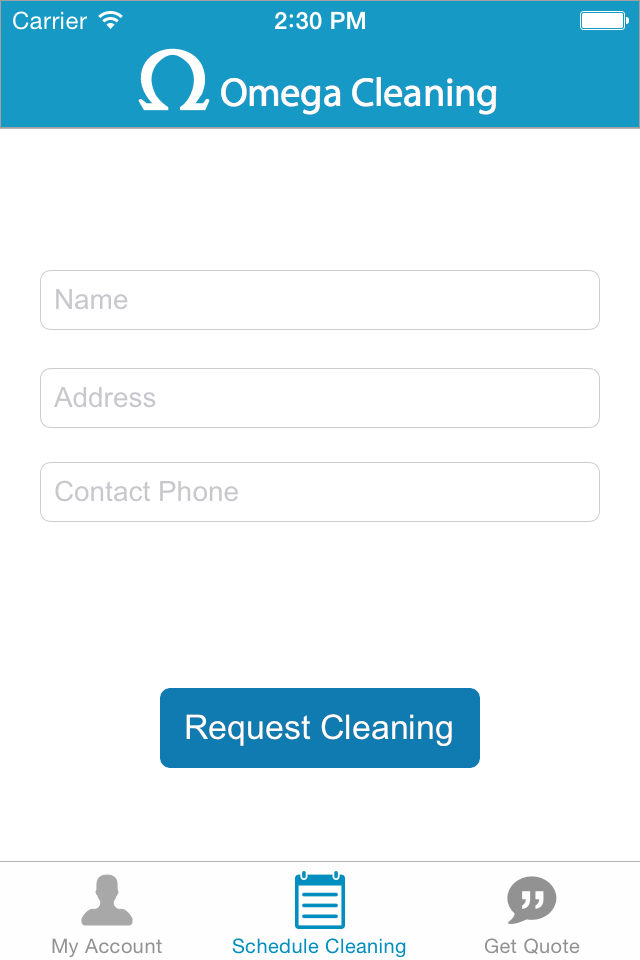 Carrier 2:30 PM
Ω Omega Cleaning
Name
Address
Contact Phone
Request Cleaning
My Account Schedule Cleaning Get Quote